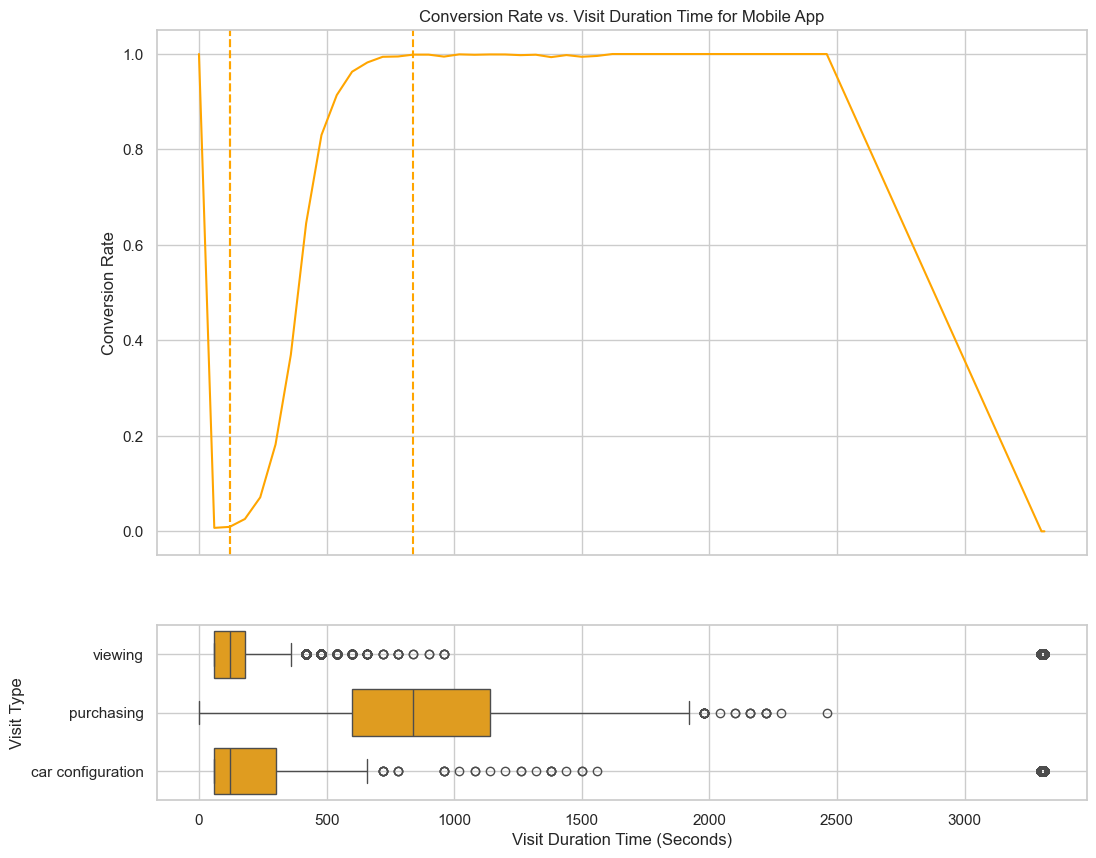 Conversion Rate vs. Visit Duration Time for Mobile App
1.0
0.8
0.6
0.4
0.2
0.0
Conversion Rate
viewing
purchasing
car configuration
Visit Type
0 500 1000 1500 2000 2500 3000
Visit Duration Time (Seconds)